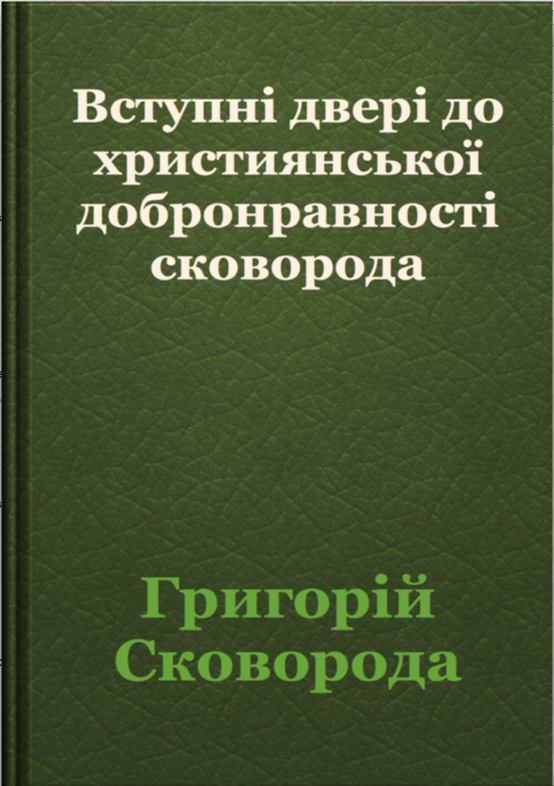 Вступні двері до
християнської
добронравності
сковорода
Григорій
Сковорода